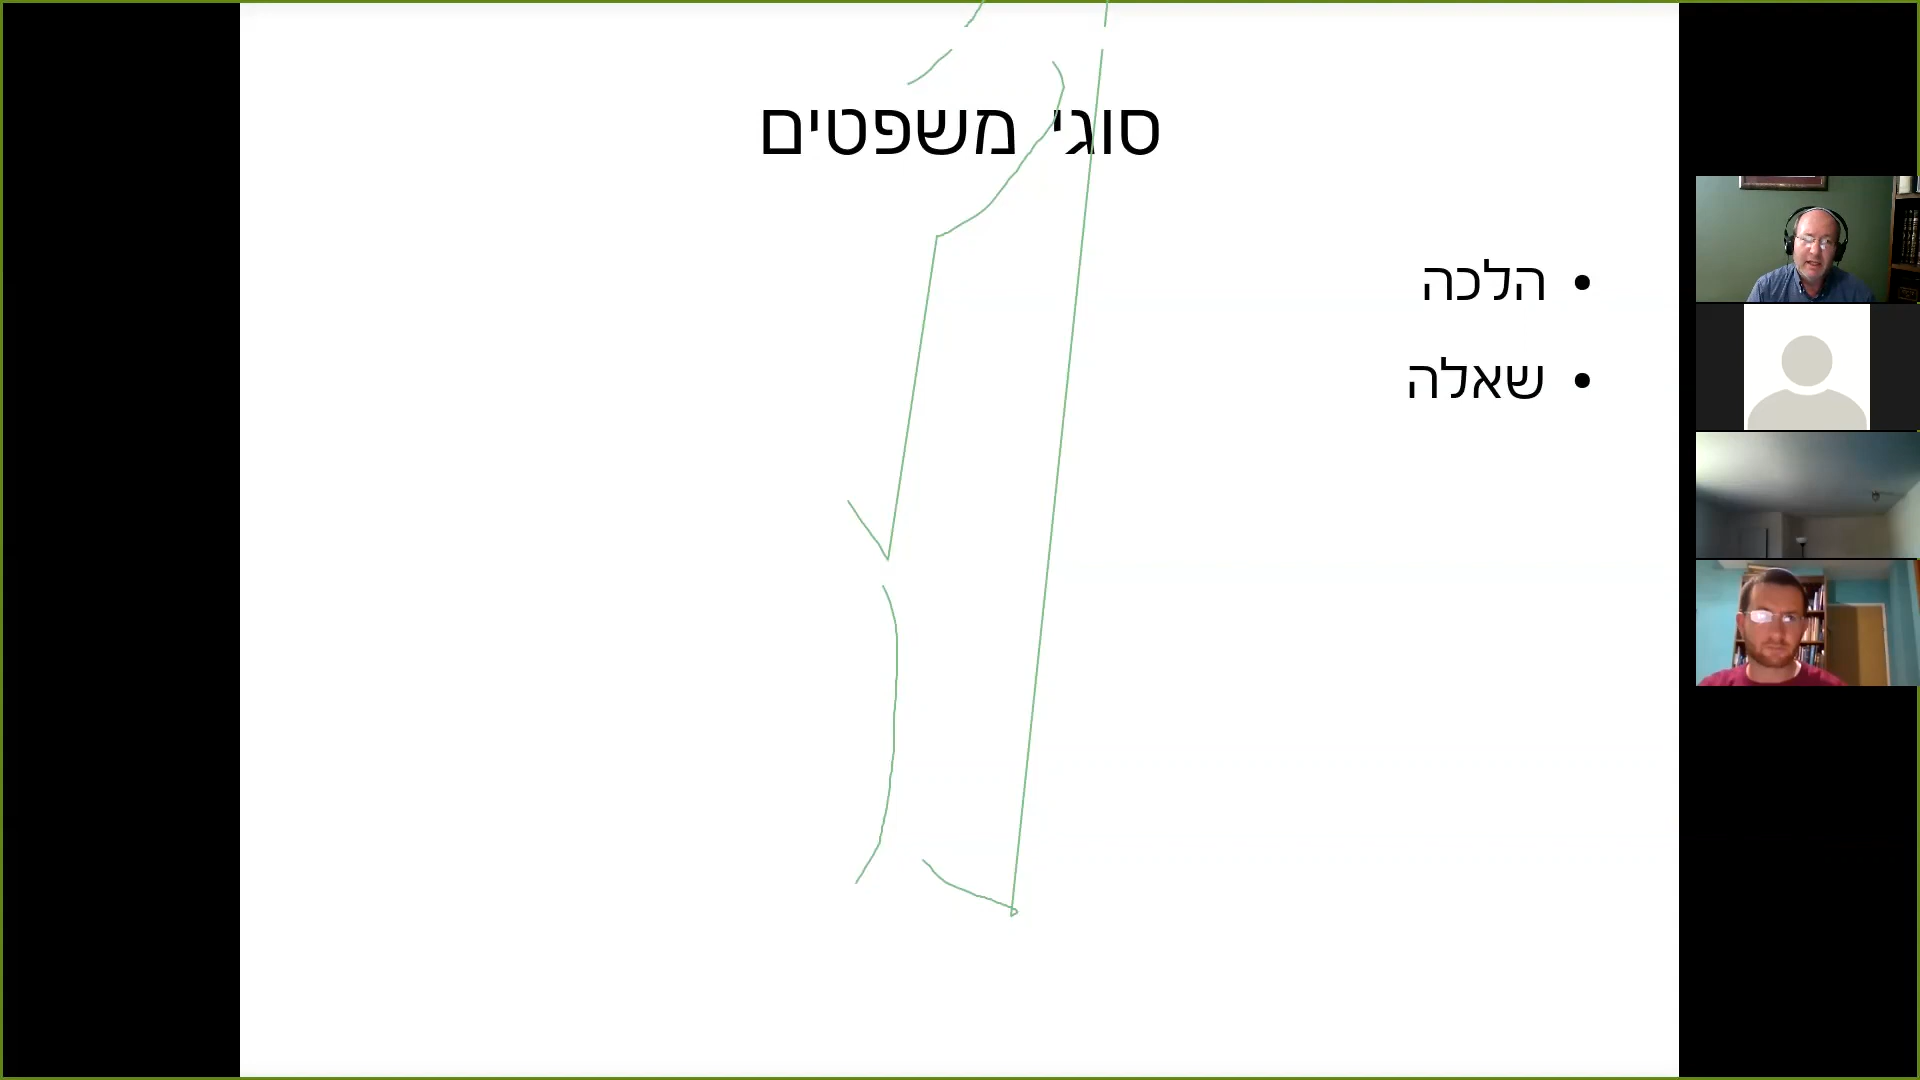 סוגי משפטים
• הלכה
• שאלה